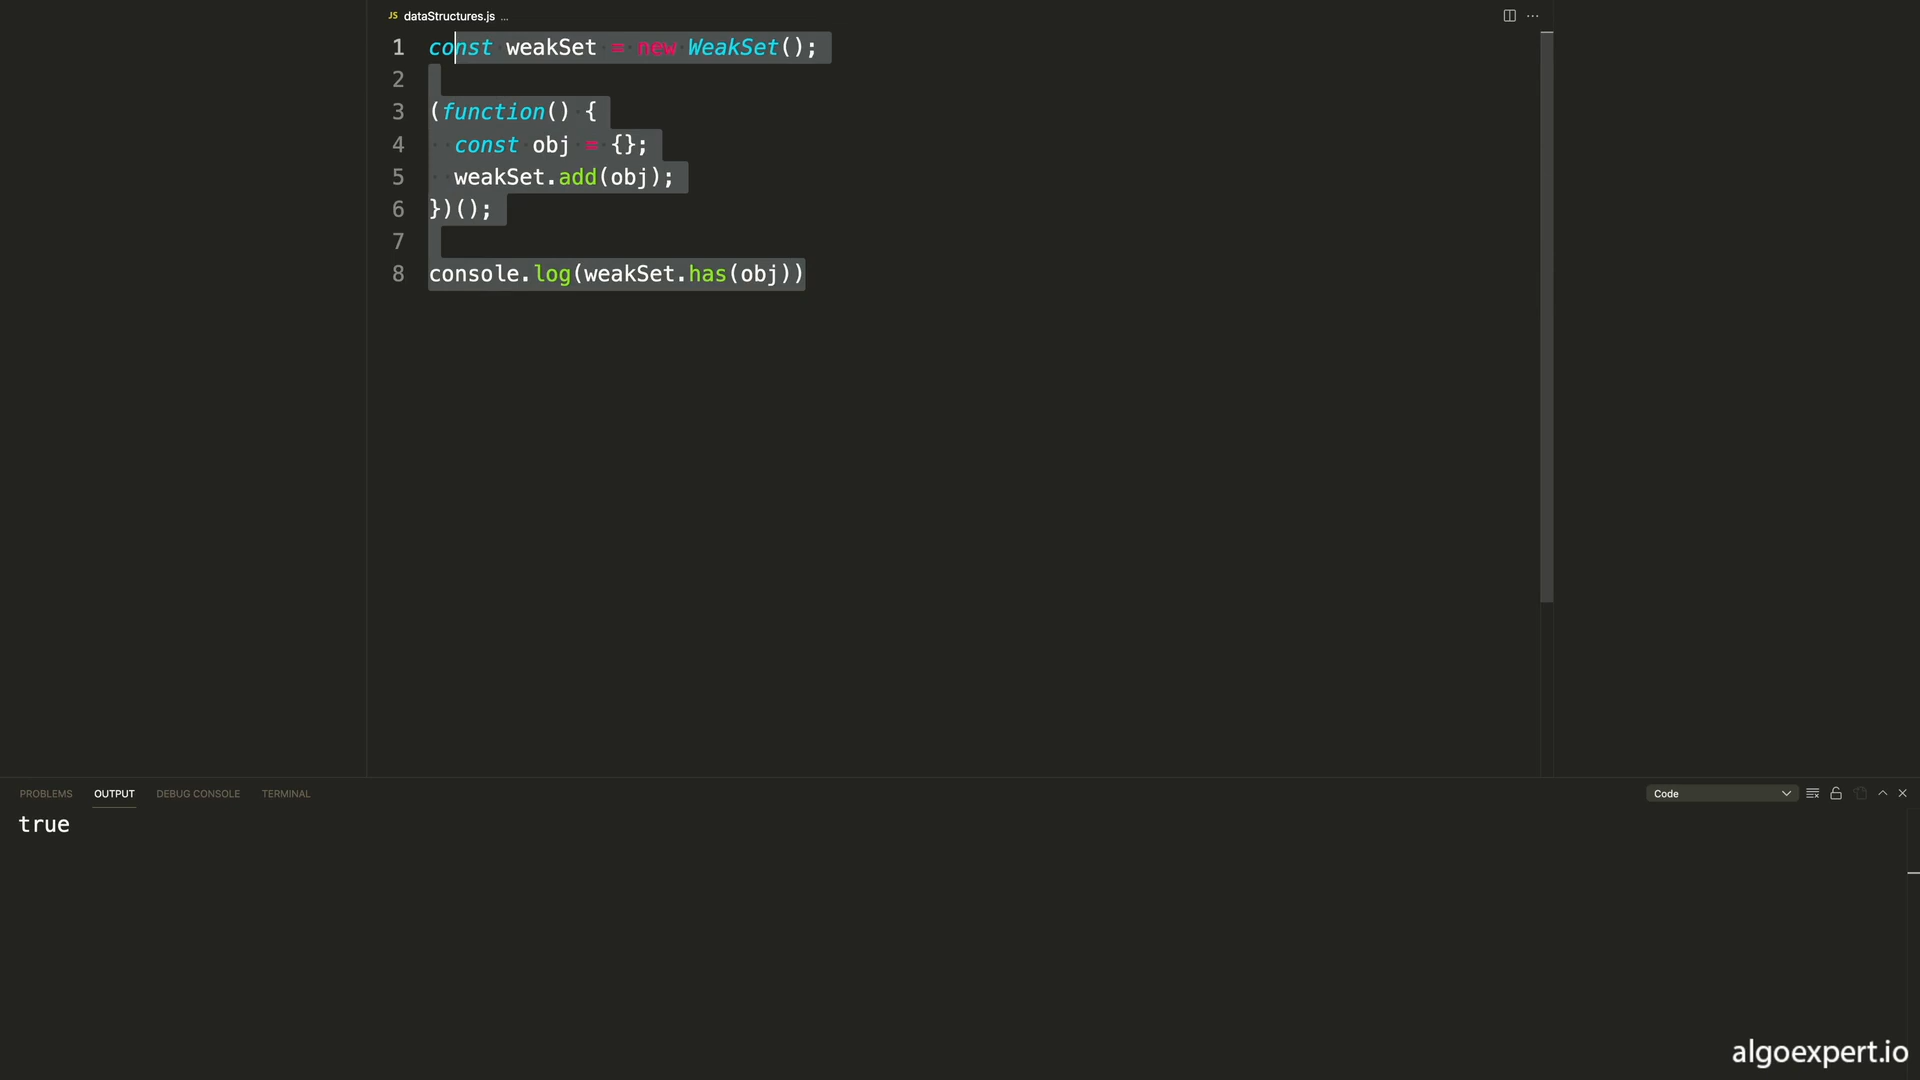 JS dataStructures.js ...
1 const weakSet = new WeakSet();
2
3 (function() {
4   const obj = {};
5   weakSet.add(obj);
6 })();
7
8 console.log(weakSet.has(obj))
PROBLEMS OUTPUT DEBUG CONSOLE TERMINAL Code
true
algoexpert.io